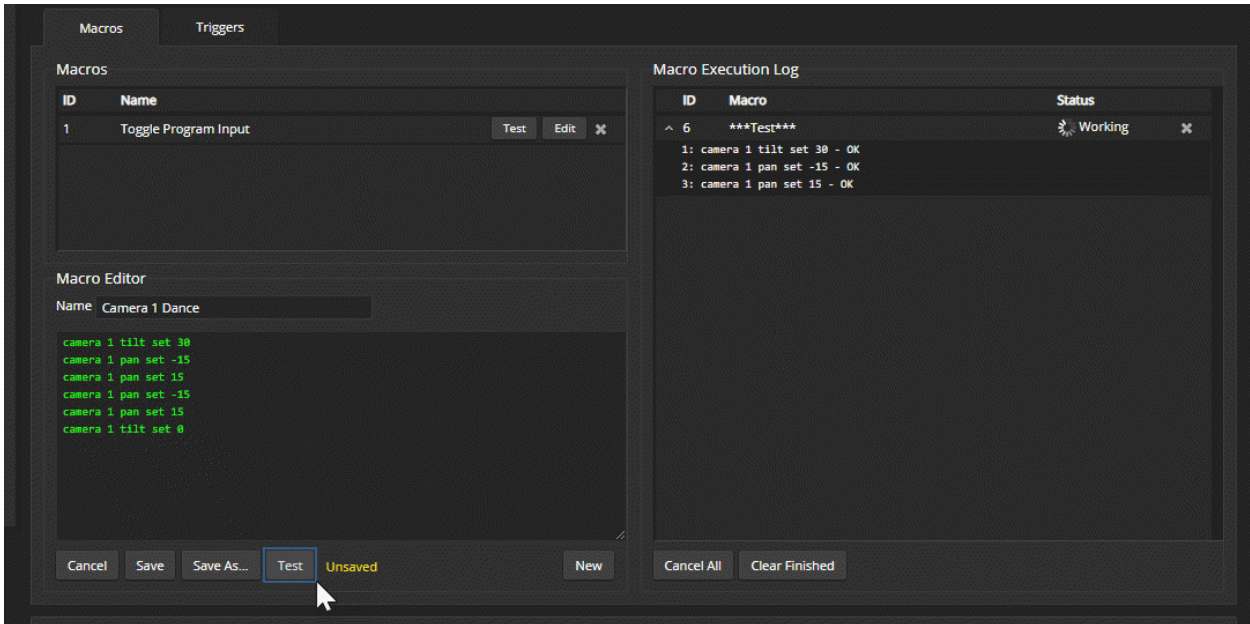 Macros Triggers
Macros
ID Name
1 Toggle Program Input Test Edit
Macro Editor
Name Camera 1 Dance
camera 1 tilt set 30
camera 1 pan set -15
camera 1 pan set 15
camera 1 pan set -15
camera 1 pan set 15
camera 1 tilt set 0
Cancel Save Save As... Test Unsaved New
Macro Execution Log
ID Macro Status
6 ***Test*** Working
1: camera 1 tilt set 30 - OK
2: camera 1 pan set -15 - OK
3: camera 1 pan set 15 - OK
Cancel All Clear Finished